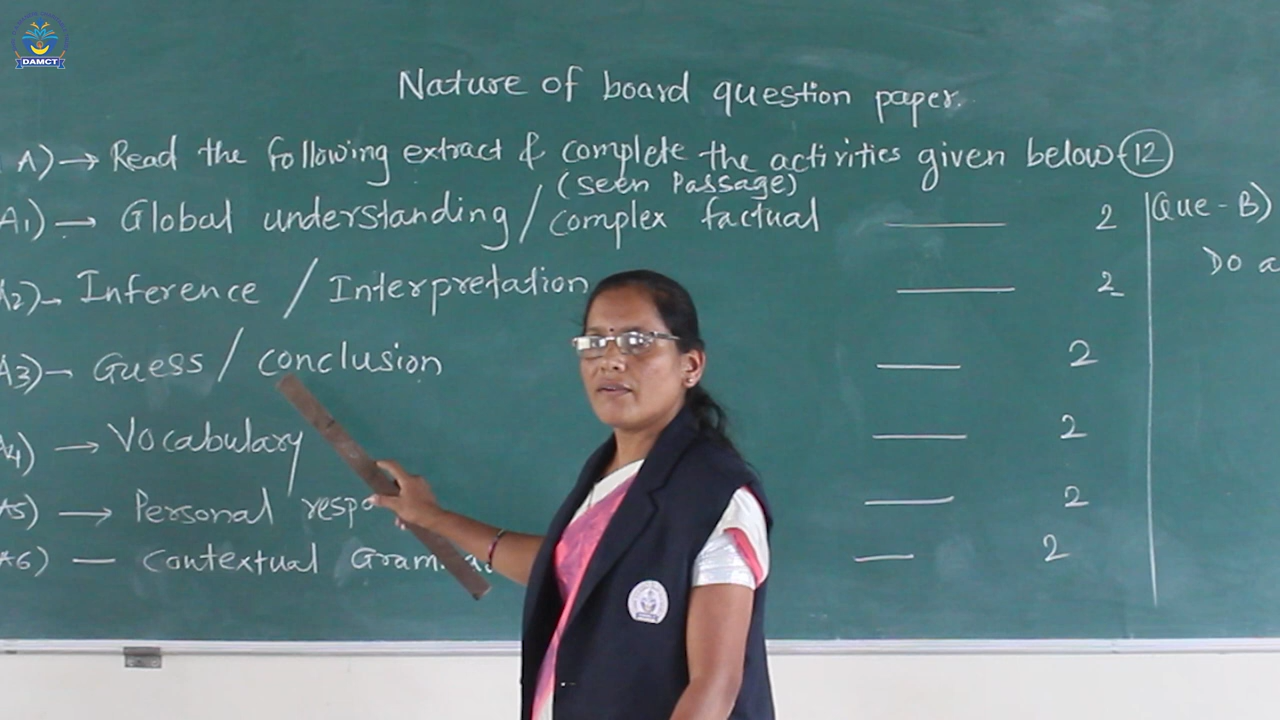 DAMCT
Nature of board question paper.
A) → Read the following extract & complete the activities given below (12)
(Seen Passage)
A1) → Global understanding / complex factual —— 2
A2) - Inference / Interpretation —— 2
A3) - Guess / conclusion —— 2
A4) → Vocabulary —— 2
A5) → Personal respo —— 2
A6) — Contextual Gram —— 2
Que - B)
Do a